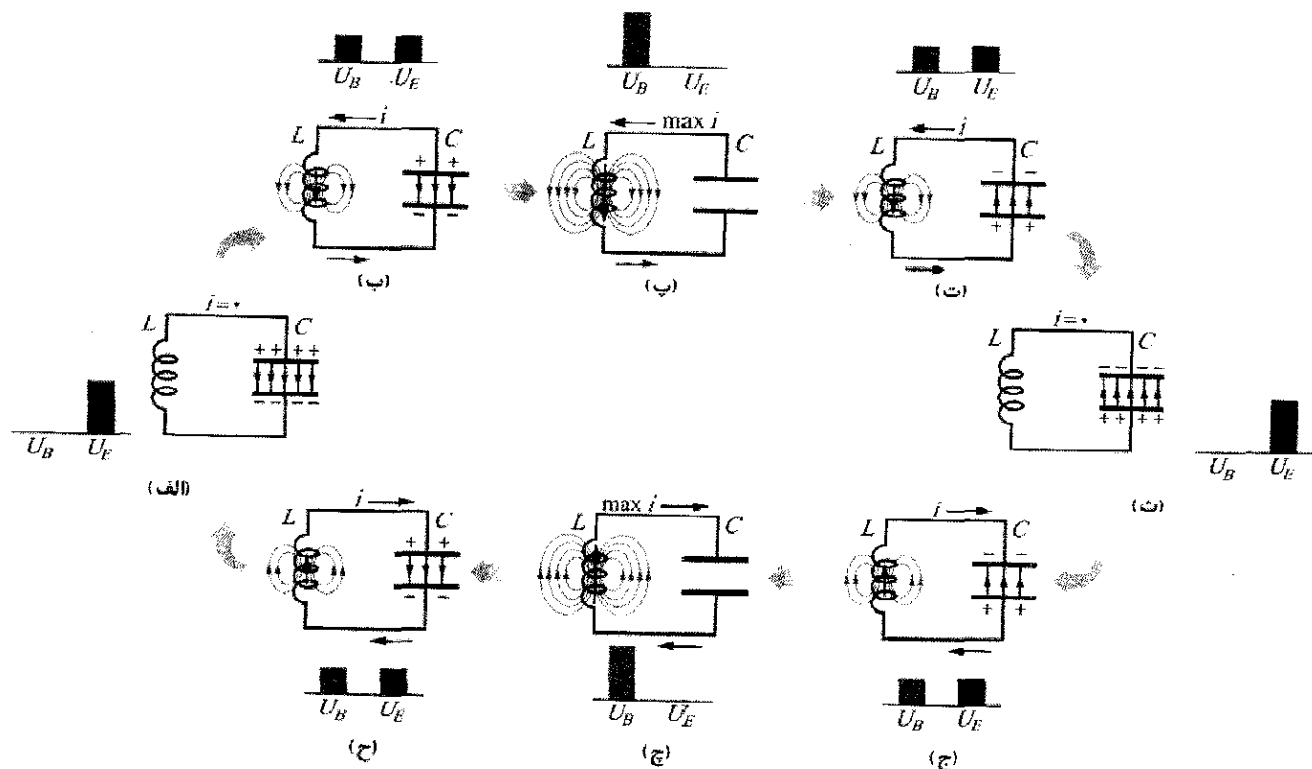 U_B U_E
i
L C
+ +
− −
(ب)
U_B U_E
max i
L C
(پ)
U_B U_E
i
L C
− −
+ +
(ت)
i=۰
L C
+ + + +
− − − −
U_B U_E
(الف)
i=۰
L C
− − − −
+ + + +
U_B U_E
(ث)
i
L C
+ +
− −
U_B U_E
(ح)
max i
L C
U_B U_E
(چ)
i
L C
− −
+ +
U_B U_E
(ج)